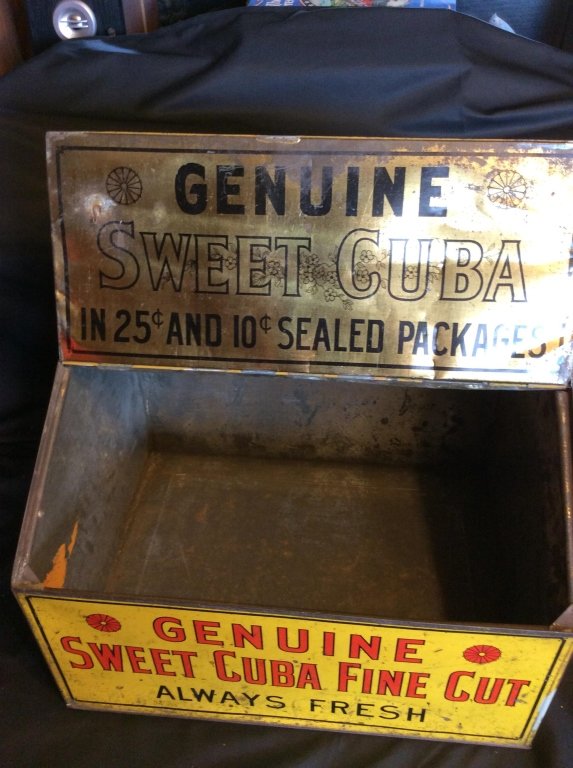 GENUINE
SWEET CUBA
IN 25¢ AND 10¢ SEALED PACKAGES
GENUINE
SWEET CUBA FINE CUT
ALWAYS FRESH